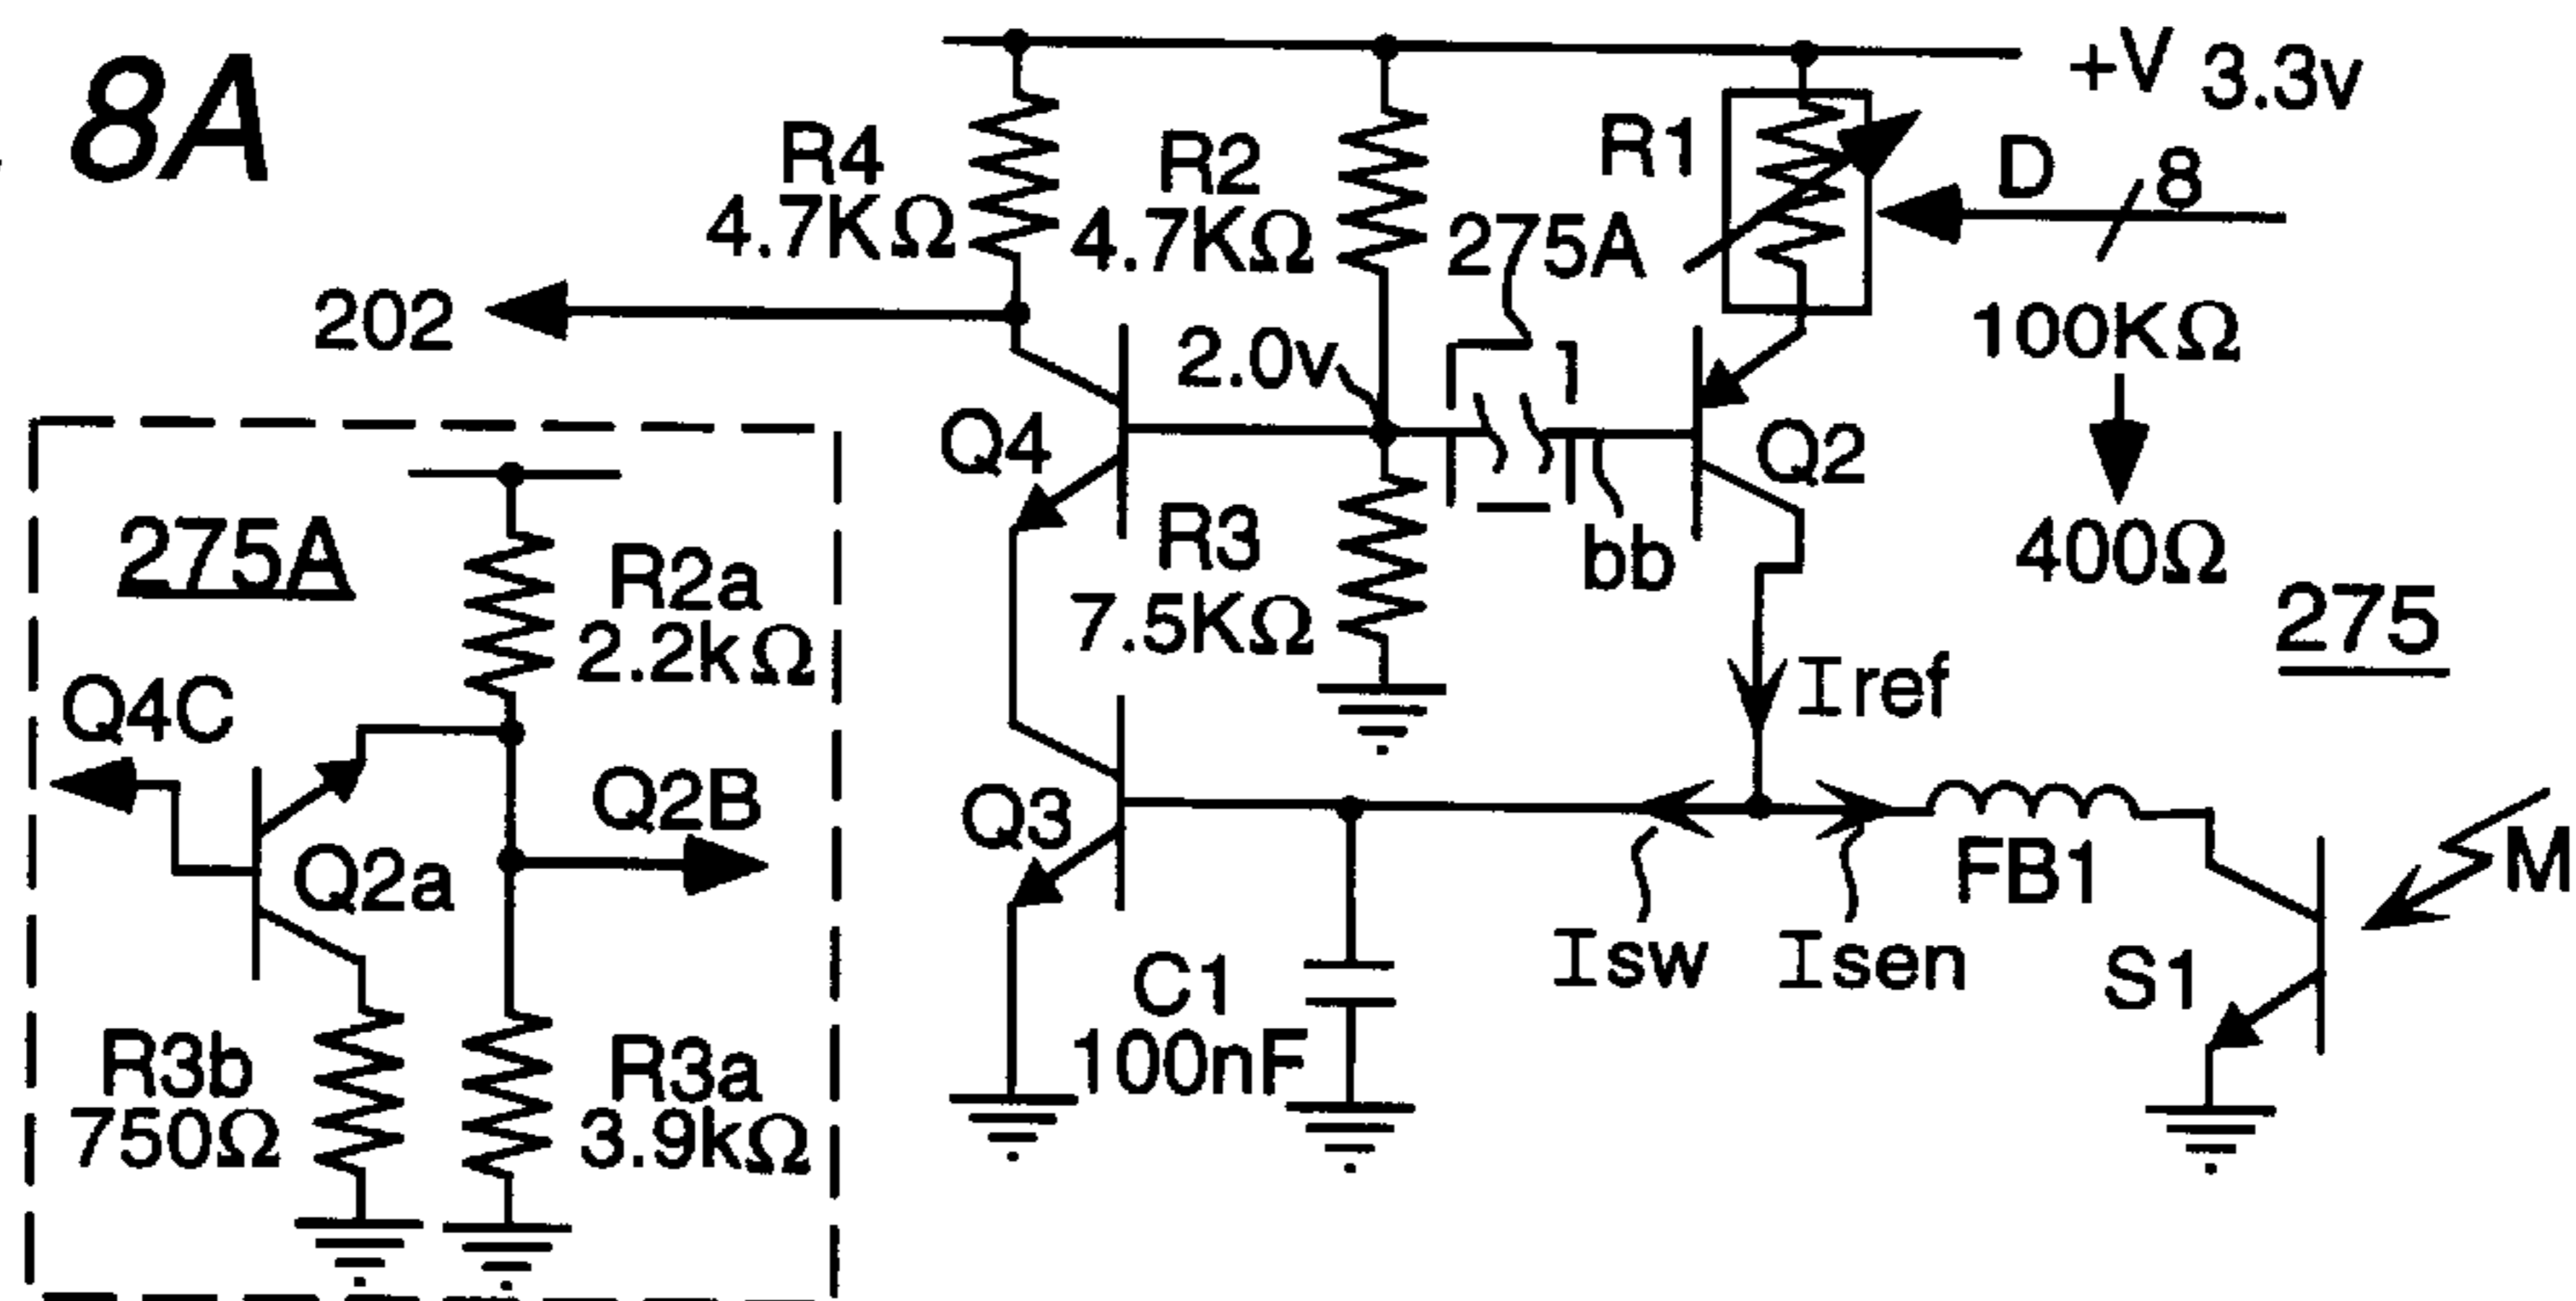 8A
+V 3.3v
R4
4.7KΩ
R2
4.7KΩ
R1
275A
D
8
202
2.0v
100KΩ
400Ω
Q4
Q2
R3
7.5KΩ
bb
275
275A
R2a
2.2kΩ
Q4C
Q2B
Q2a
R3b
750Ω
R3a
3.9kΩ
Iref
Q3
C1
100nF
Isw
Isen
FB1
S1
M